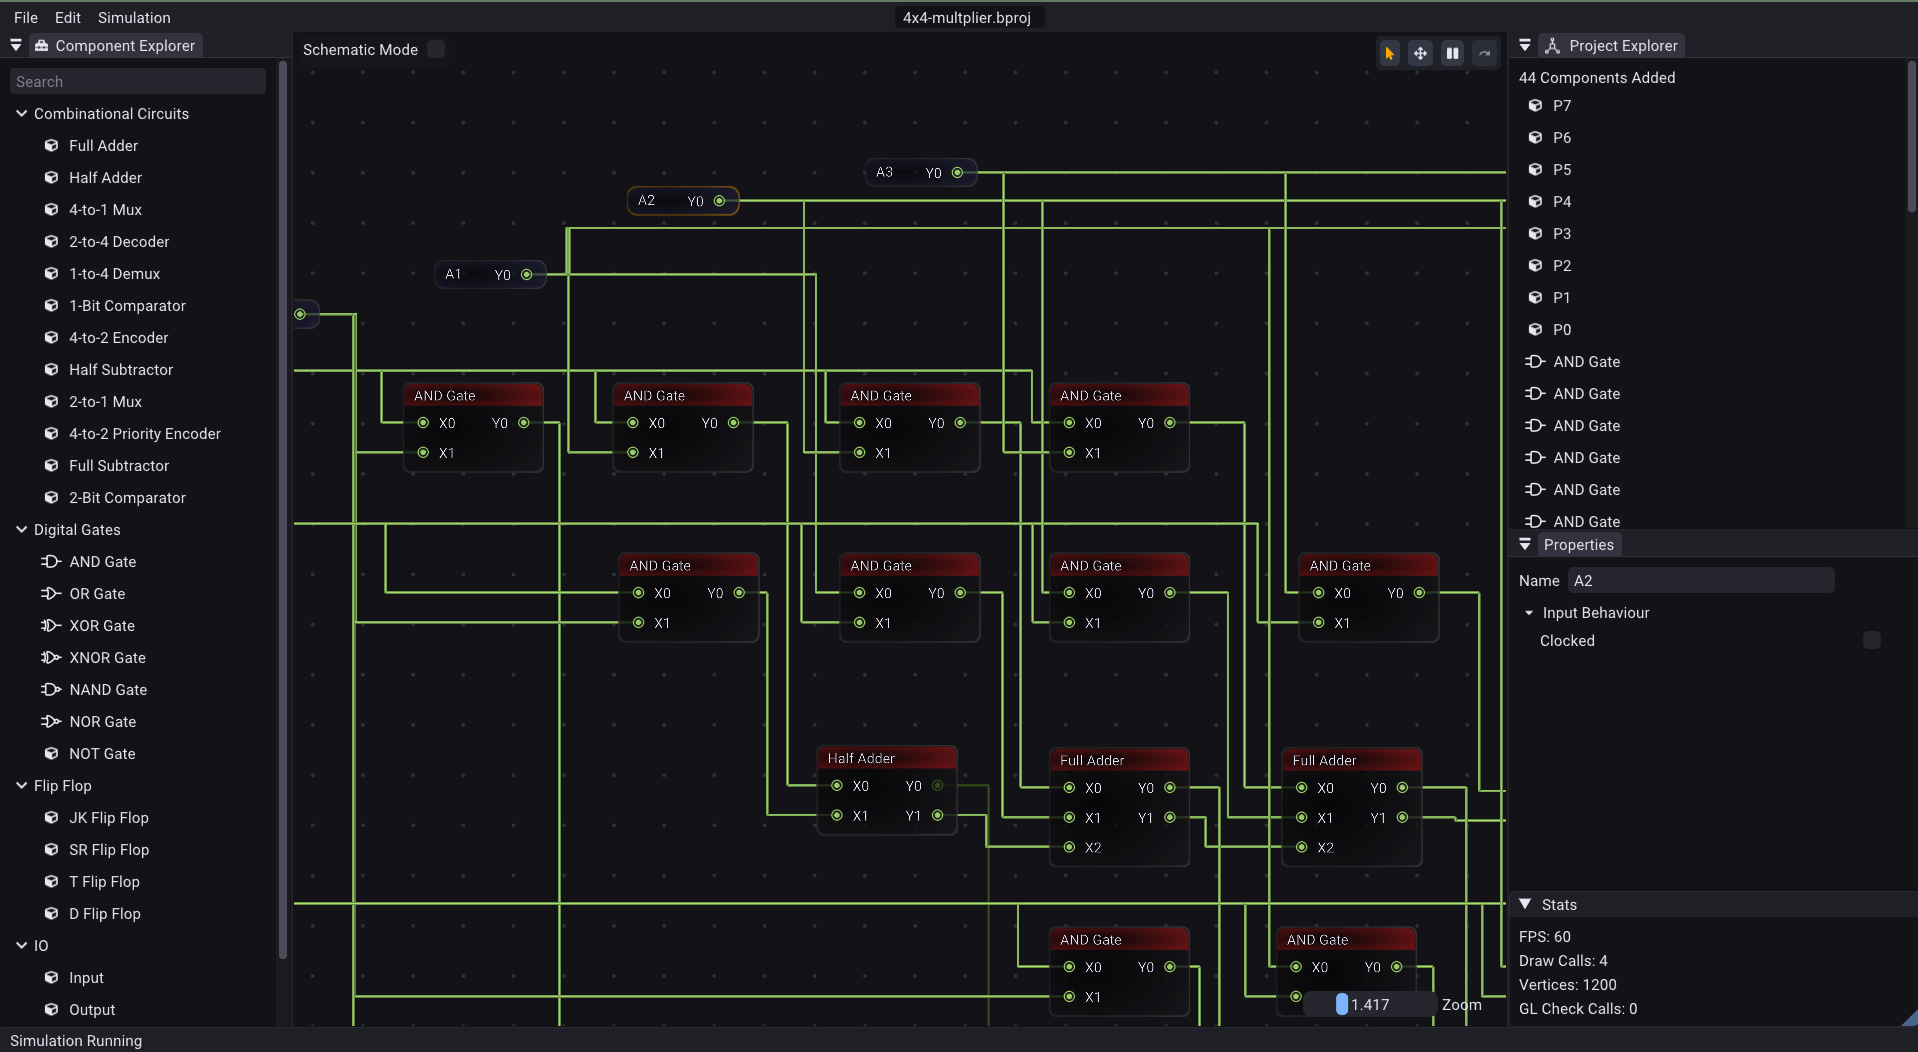 File Edit Simulation
4x4-multplier.bproj
Component Explorer
Search
Combinational Circuits
Full Adder
Half Adder
4-to-1 Mux
2-to-4 Decoder
1-to-4 Demux
1-Bit Comparator
4-to-2 Encoder
Half Subtractor
2-to-1 Mux
4-to-2 Priority Encoder
Full Subtractor
2-Bit Comparator
Digital Gates
AND Gate
OR Gate
XOR Gate
XNOR Gate
NAND Gate
NOR Gate
NOT Gate
Flip Flop
JK Flip Flop
SR Flip Flop
T Flip Flop
D Flip Flop
IO
Input
Output
Schematic Mode
A3 Y0
A2 Y0
A1 Y0
AND Gate
X0 Y0
X1
AND Gate
X0 Y0
X1
AND Gate
X0 Y0
X1
AND Gate
X0 Y0
X1
AND Gate
X0 Y0
X1
AND Gate
X0 Y0
X1
AND Gate
X0 Y0
X1
AND Gate
X0 Y0
X1
Half Adder
X0 Y0
X1 Y1
Full Adder
X0 Y0
X1 Y1
X2
Full Adder
X0 Y0
X1 Y1
X2
AND Gate
X0 Y0
X1
AND Gate
X0 Y0
1.417 Zoom
Project Explorer
44 Components Added
P7
P6
P5
P4
P3
P2
P1
P0
AND Gate
AND Gate
AND Gate
AND Gate
AND Gate
AND Gate
Properties
Name A2
Input Behaviour
Clocked
Stats
FPS: 60
Draw Calls: 4
Vertices: 1200
GL Check Calls: 0
Simulation Running